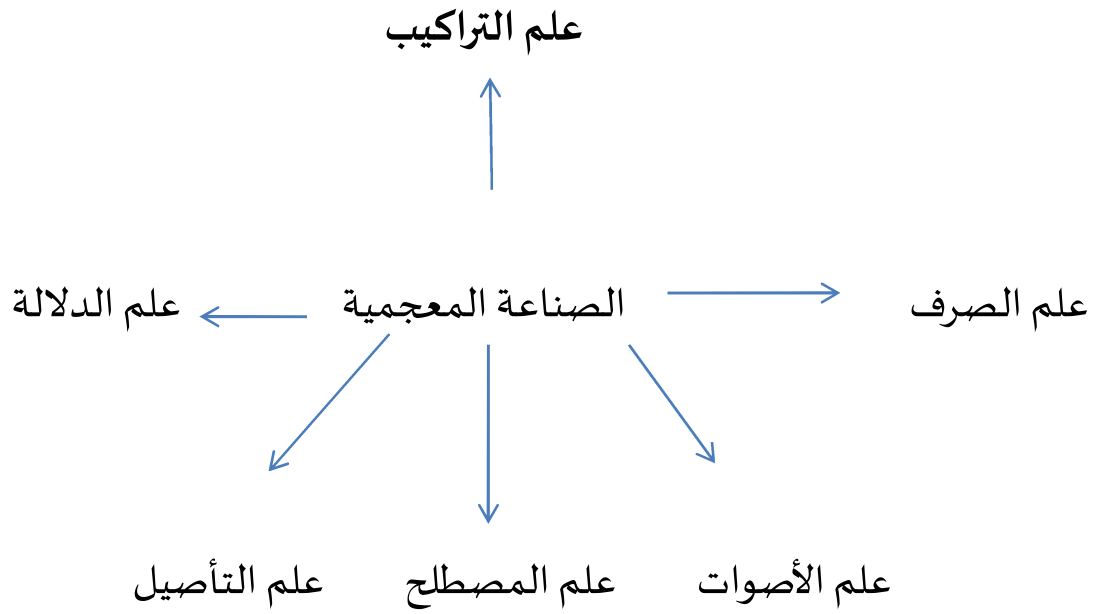 علم التراكيب
علم الصرف
الصناعة المعجمية
علم الدلالة
علم الأصوات
علم المصطلح
علم التأصيل